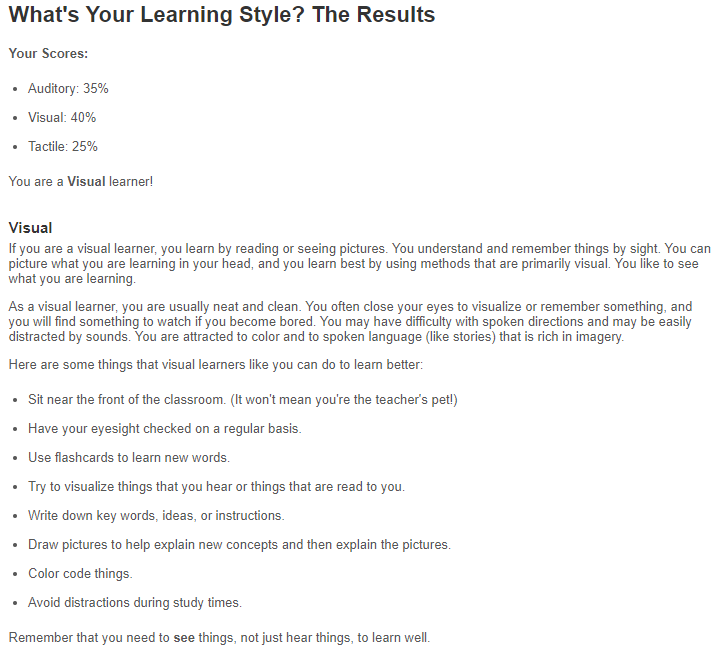 What's Your Learning Style? The Results
Your Scores:
• Auditory: 35%
• Visual: 40%
• Tactile: 25%
You are a Visual learner!
Visual
If you are a visual learner, you learn by reading or seeing pictures. You understand and remember things by sight. You can
picture what you are learning in your head, and you learn best by using methods that are primarily visual. You like to see
what you are learning.
As a visual learner, you are usually neat and clean. You often close your eyes to visualize or remember something, and
you will find something to watch if you become bored. You may have difficulty with spoken directions and may be easily
distracted by sounds. You are attracted to color and to spoken language (like stories) that is rich in imagery.
Here are some things that visual learners like you can do to learn better:
• Sit near the front of the classroom. (It won't mean you're the teacher's pet!)
• Have your eyesight checked on a regular basis.
• Use flashcards to learn new words.
• Try to visualize things that you hear or things that are read to you.
• Write down key words, ideas, or instructions.
• Draw pictures to help explain new concepts and then explain the pictures.
• Color code things.
• Avoid distractions during study times.
Remember that you need to see things, not just hear things, to learn well.